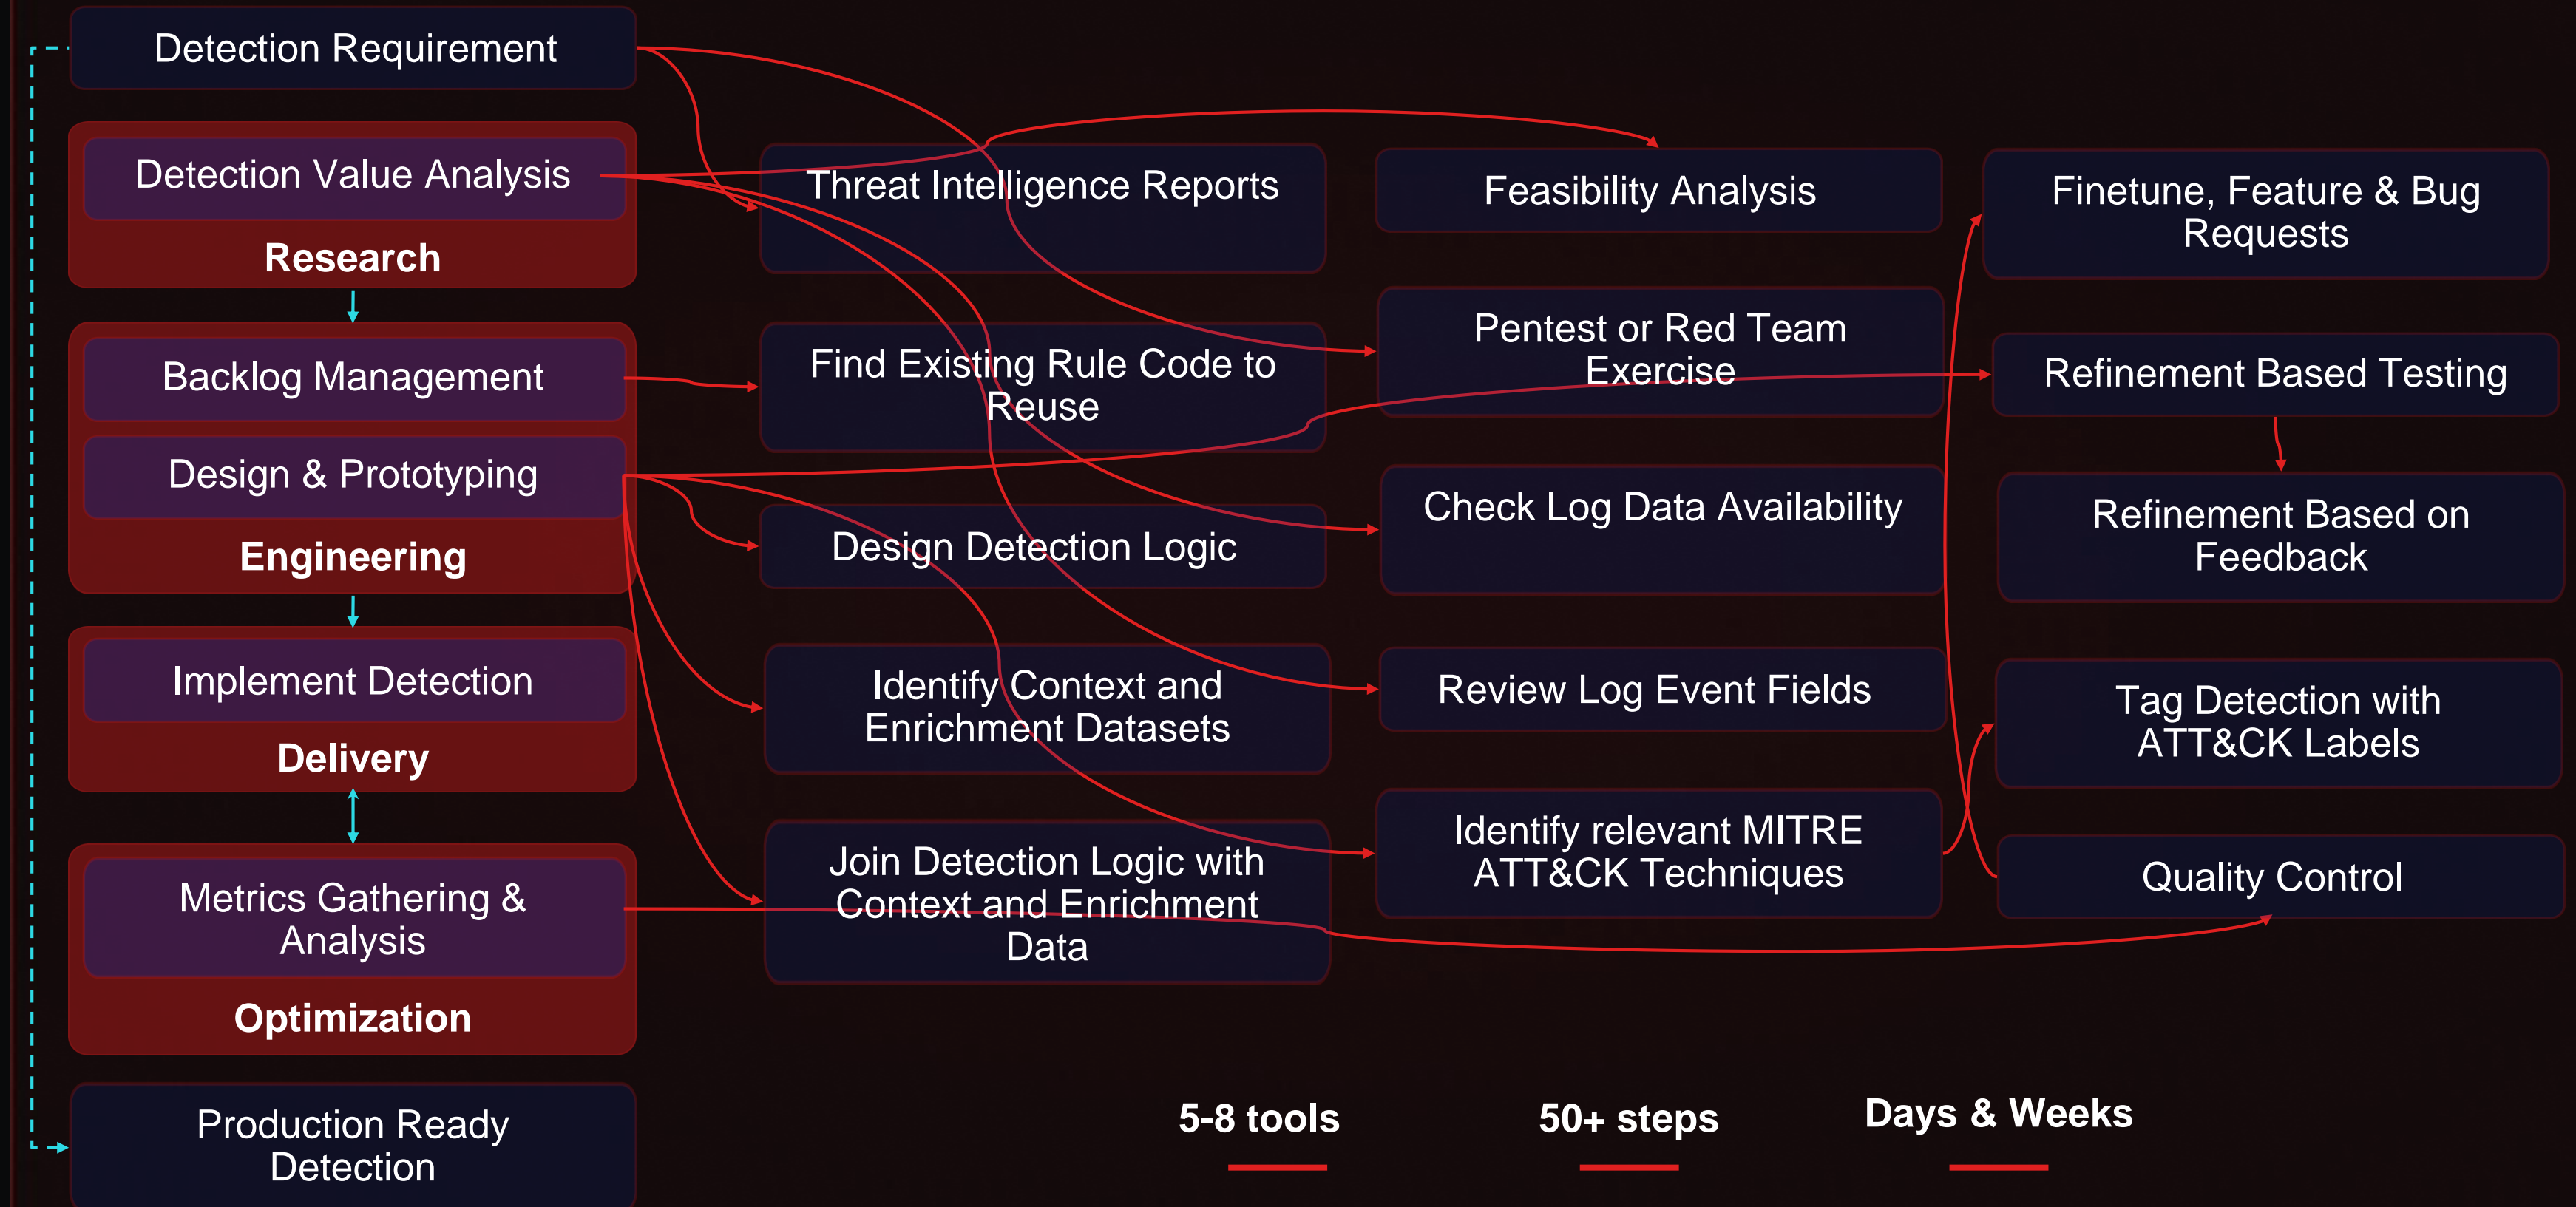 Detection Requirement
Detection Value Analysis
Research
Backlog Management
Design & Prototyping
Engineering
Implement Detection
Delivery
Metrics Gathering &
Analysis
Optimization
Production Ready
Detection
Threat Intelligence Reports
Find Existing Rule Code to
Reuse
Design Detection Logic
Identify Context and
Enrichment Datasets
Join Detection Logic with
Context and Enrichment
Data
Feasibility Analysis
Pentest or Red Team
Exercise
Check Log Data Availability
Review Log Event Fields
Identify relevant MITRE
ATT&CK Techniques
Finetune, Feature & Bug
Requests
Refinement Based Testing
Refinement Based on
Feedback
Tag Detection with
ATT&CK Labels
Quality Control
5-8 tools
50+ steps
Days & Weeks